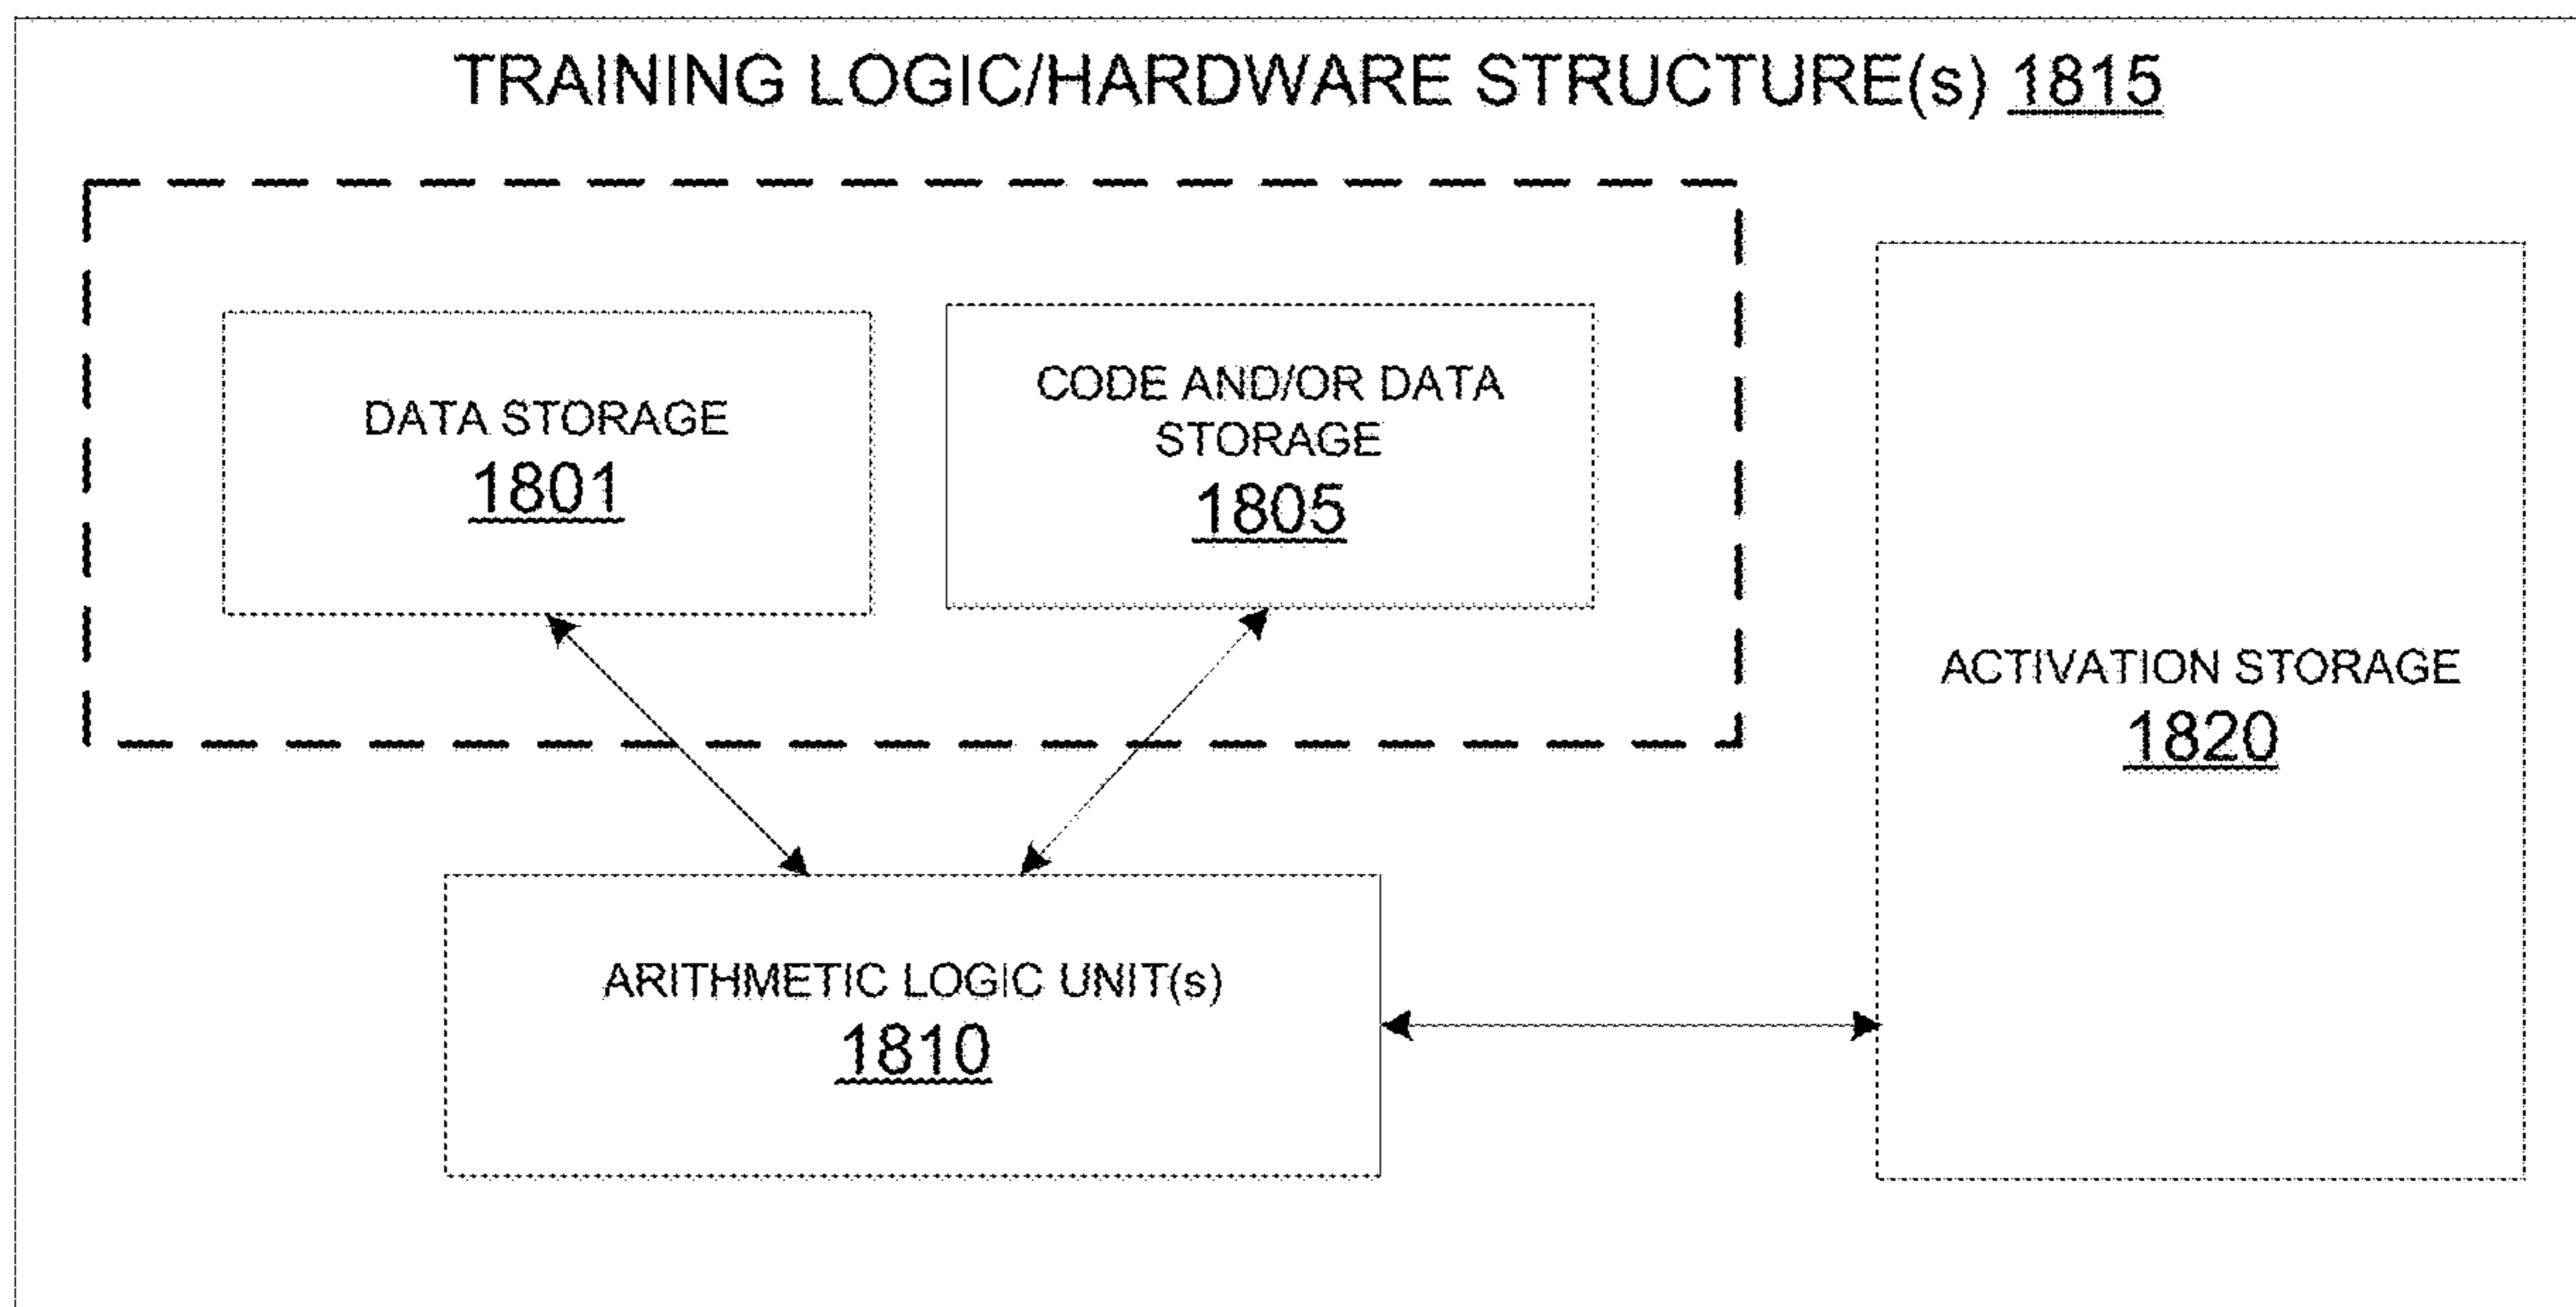 TRAINING LOGIC/HARDWARE STRUCTURE(s) 1815
DATA STORAGE
1801
CODE AND/OR DATA
STORAGE
1805
ACTIVATION STORAGE
1820
ARITHMETIC LOGIC UNIT(s)
1810